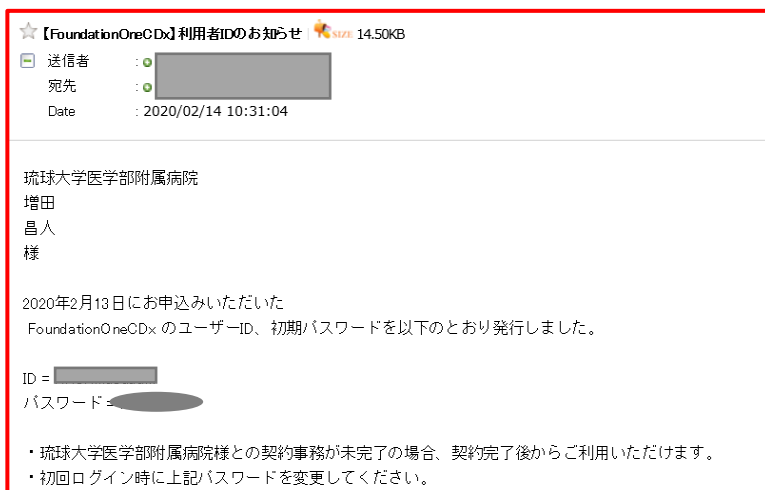 【FoundationOneCDx】利用者IDのお知らせ SIZE 14.50KB
送信者 :
宛先 :
Date : 2020/02/14 10:31:04
琉球大学医学部附属病院
増田
昌人
様
2020年2月13日にお申込みいただいた
FoundationOneCDx のユーザーID、初期パスワードを以下のとおり発行しました。
ID =
パスワード =
・琉球大学医学部附属病院様との契約事務が未完了の場合、契約完了後からご利用いただけます。
・初回ログイン時に上記パスワードを変更してください。